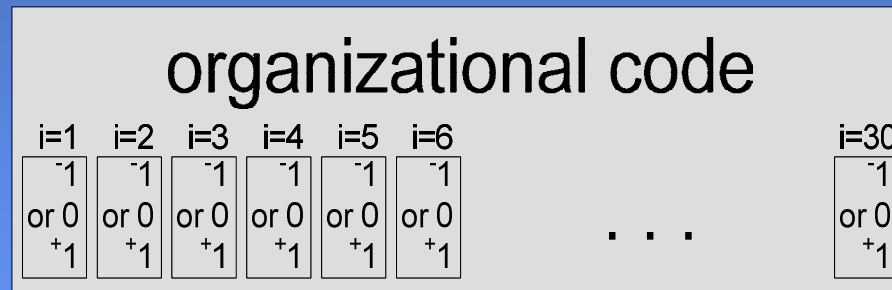 organizational code
i=1 i=2 i=3 i=4 i=5 i=6 i=30
-1 -1 -1 -1 -1 -1 -1
or 0 or 0 or 0 or 0 or 0 or 0 . . . or 0
+1 +1 +1 +1 +1 +1 +1